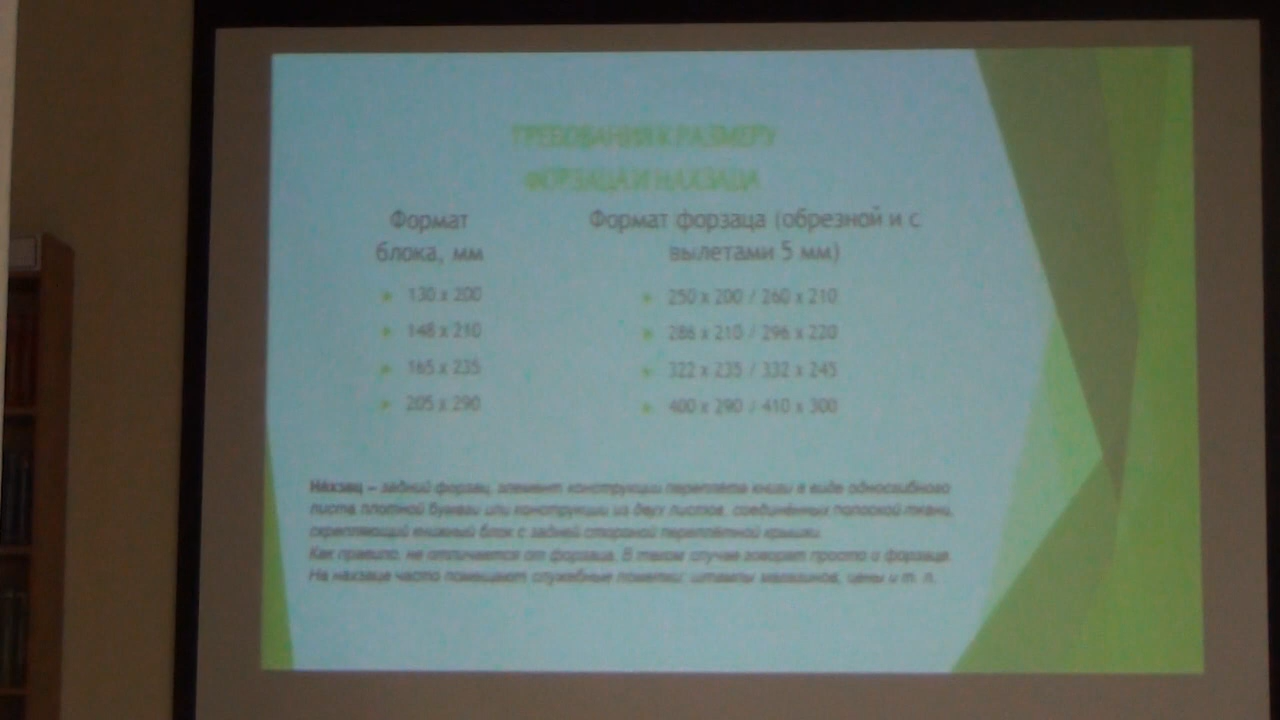 ТРЕБОВАНИЯ К РАЗМЕРУ
ФОРЗАЦА И НАХЗАЦА
Формат блока, мм
Формат форзаца (обрезной и с вылетами 5 мм)
130 x 200
250 x 200 / 260 x 210
148 x 210
286 x 210 / 296 x 220
165 x 235
322 x 235 / 332 x 245
205 x 290
400 x 290 / 410 x 300
Нахзац – задний форзац, элемент конструкции переплёта книги в виде односгибного
листа плотной бумаги или конструкции из двух листов, соединённых полоской ткани,
скрепляющий книжный блок с задней стороной переплётной крышки.
Как правило, не отличается от форзаца. В таком случае говорят просто о форзаце.
На нахзаце часто помещают служебные пометки: штампы магазинов, цены и т. п.